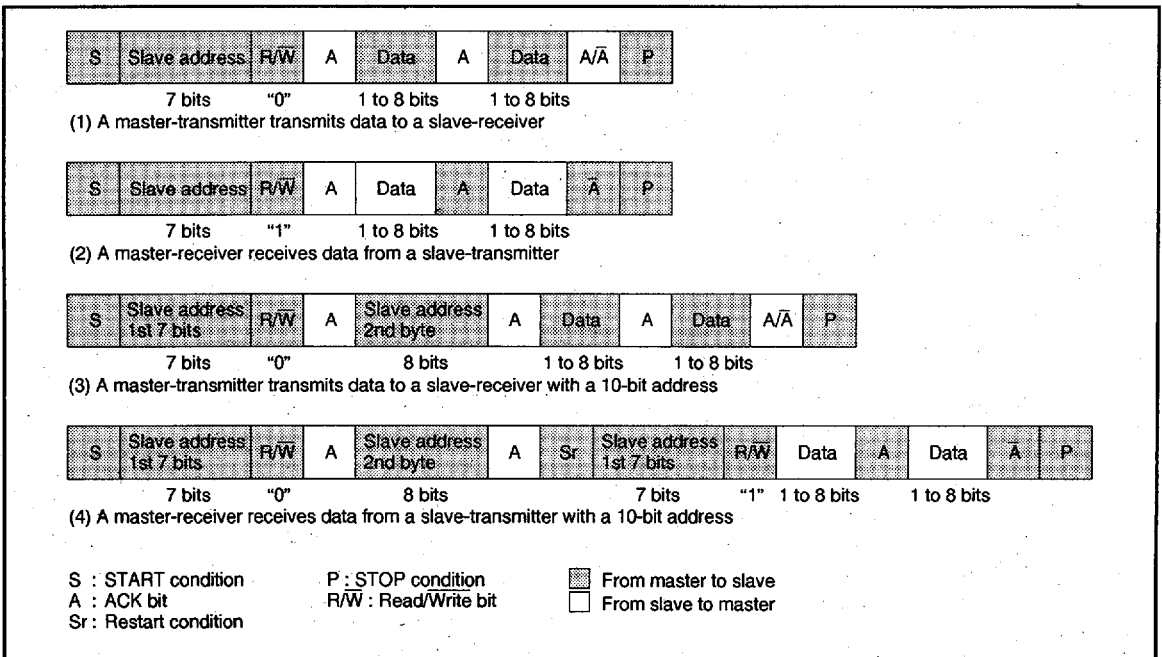 S Slave address R/W̅ A Data A Data A/A̅ P
7 bits “0” 1 to 8 bits 1 to 8 bits
(1) A master-transmitter transmits data to a slave-receiver
S Slave address R/W̅ A Data A Data A̅ P
7 bits “1” 1 to 8 bits 1 to 8 bits
(2) A master-receiver receives data from a slave-transmitter
S Slave address 1st 7 bits R/W̅ A Slave address 2nd byte A Data A Data A/A̅ P
7 bits “0” 8 bits 1 to 8 bits 1 to 8 bits
(3) A master-transmitter transmits data to a slave-receiver with a 10-bit address
S Slave address 1st 7 bits R/W̅ A Slave address 2nd byte A Sr Slave address 1st 7 bits R/W̅ Data A Data A̅ P
7 bits “0” 8 bits 7 bits “1” 1 to 8 bits 1 to 8 bits
(4) A master-receiver receives data from a slave-transmitter with a 10-bit address
S : START condition P : STOP condition From master to slave
A : ACK bit R/W̅ : Read/W̅r̅i̅t̅e̅ bit From slave to master
Sr : Restart condition